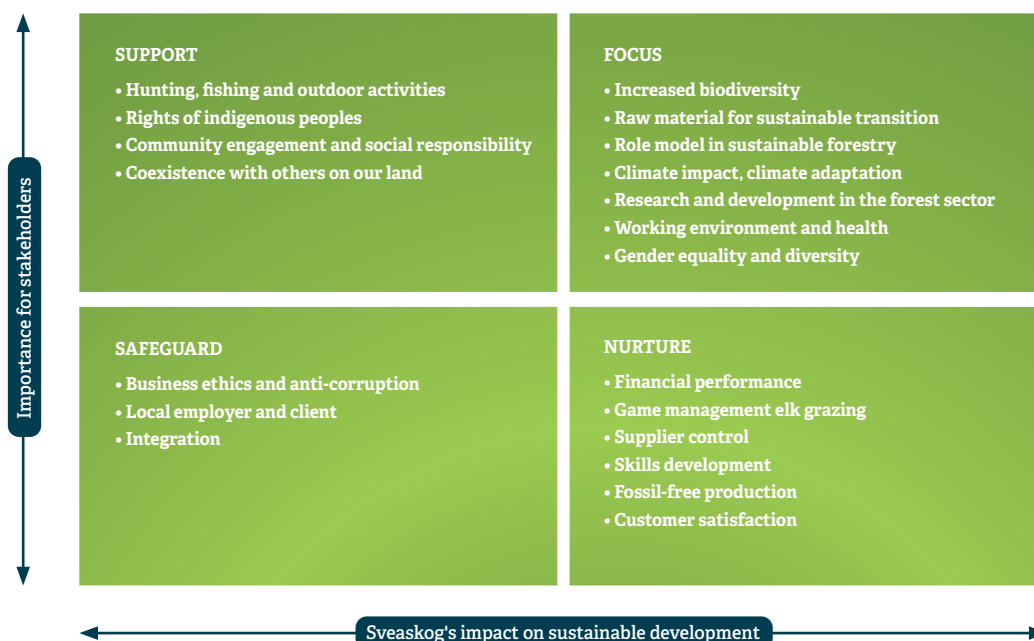 Importance for stakeholders
SUPPORT
• Hunting, fishing and outdoor activities
• Rights of indigenous peoples
• Community engagement and social responsibility
• Coexistence with others on our land
FOCUS
• Increased biodiversity
• Raw material for sustainable transition
• Role model in sustainable forestry
• Climate impact, climate adaptation
• Research and development in the forest sector
• Working environment and health
• Gender equality and diversity
SAFEGUARD
• Business ethics and anti-corruption
• Local employer and client
• Integration
NURTURE
• Financial performance
• Game management elk grazing
• Supplier control
• Skills development
• Fossil-free production
• Customer satisfaction
Sveaskog's impact on sustainable development